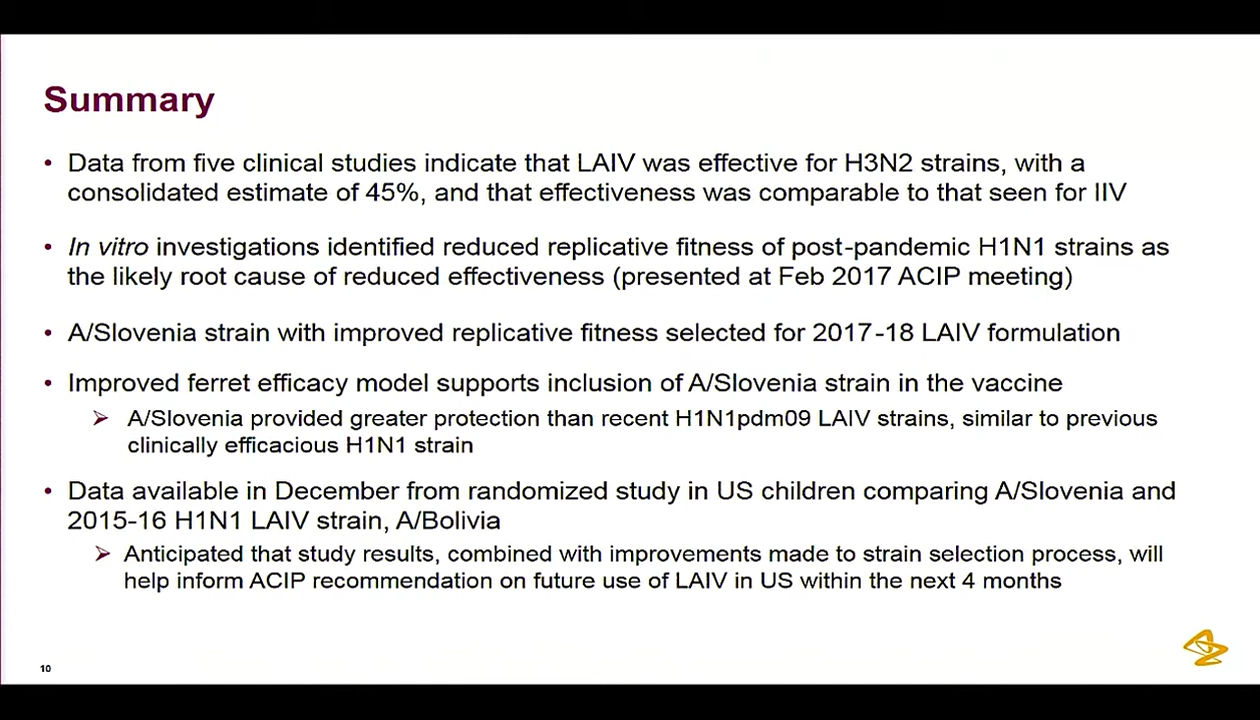 Summary
• Data from five clinical studies indicate that LAIV was effective for H3N2 strains, with a
consolidated estimate of 45%, and that effectiveness was comparable to that seen for IIV
• In vitro investigations identified reduced replicative fitness of post-pandemic H1N1 strains as
the likely root cause of reduced effectiveness (presented at Feb 2017 ACIP meeting)
• A/Slovenia strain with improved replicative fitness selected for 2017-18 LAIV formulation
• Improved ferret efficacy model supports inclusion of A/Slovenia strain in the vaccine
➢ A/Slovenia provided greater protection than recent H1N1pdm09 LAIV strains, similar to previous
clinically efficacious H1N1 strain
• Data available in December from randomized study in US children comparing A/Slovenia and
2015-16 H1N1 LAIV strain, A/Bolivia
➢ Anticipated that study results, combined with improvements made to strain selection process, will
help inform ACIP recommendation on future use of LAIV in US within the next 4 months
10